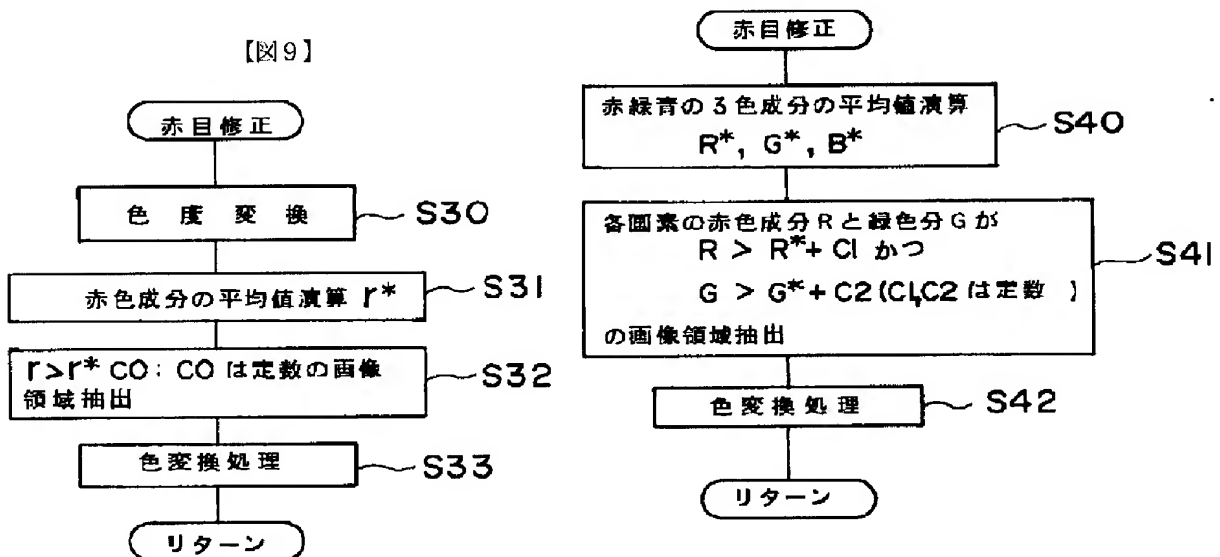 【図9】
赤目修正
色度変換
S30
赤色成分の平均値演算 r*
S31
r>r* CO: CO は定数の画像
領域抽出
S32
色変換処理
S33
リターン
赤目修正
赤緑青の3色成分の平均値演算
R*, G*, B*
S40
各画素の赤色成分Rと緑色分Gが
R > R*+ C1 かつ
G > G*+ C2 (C1,C2 は定数 )
の画像領域抽出
S41
色変換処理
S42
リターン